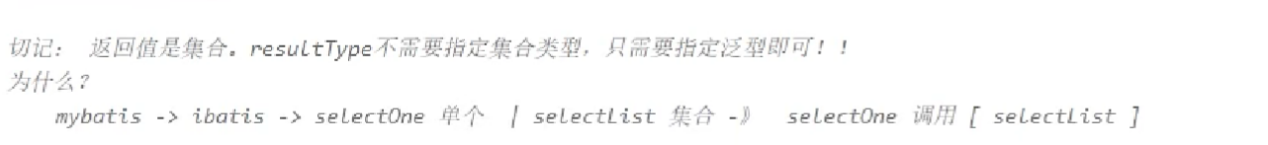 切记： 返回值是集合。resultType不需要指定集合类型，只需要指定泛型即可！！
为什么？
mybatis -> ibatis -> selectOne 单个 | selectList 集合 -》 selectOne 调用 [ selectList ]